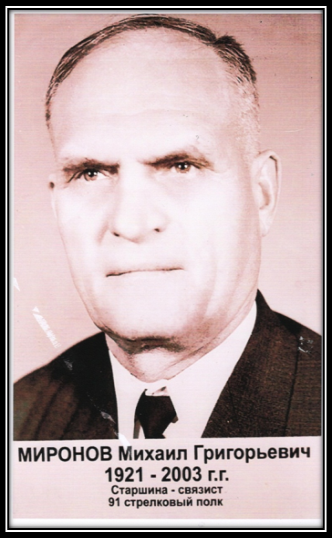 МИРОНОВ Михаил Григорьевич
1921 - 2003 г.г.
Старшина - связист
91 стрелковый полк